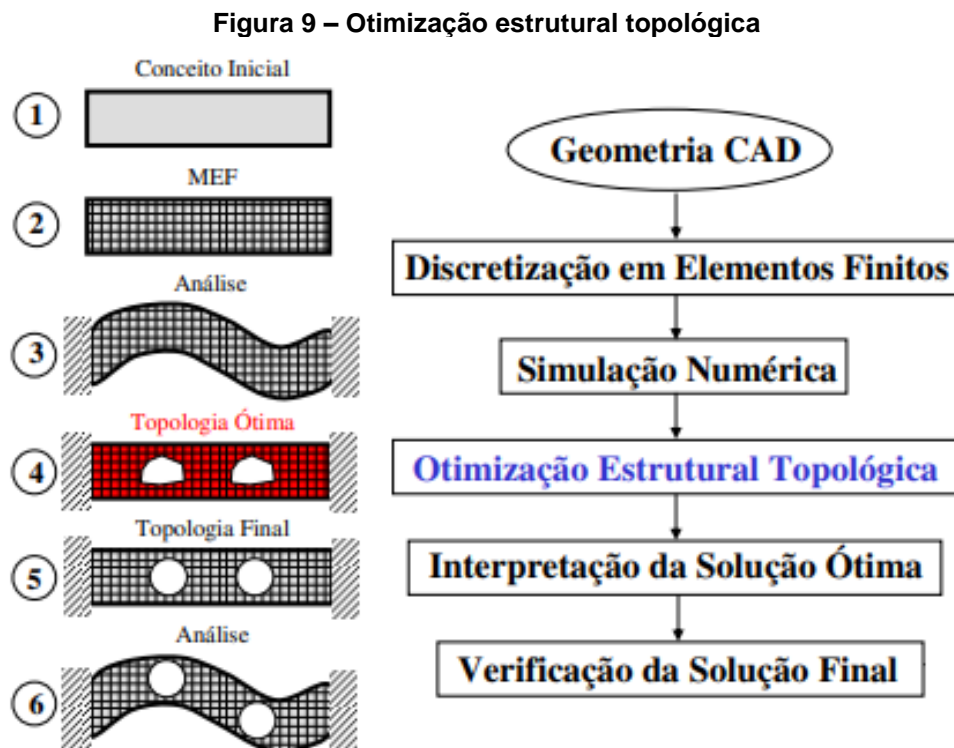 Figura 9 – Otimização estrutural topológica
Conceito Inicial
1
MEF
2
Análise
3
Topologia Ótima
4
Topologia Final
5
Análise
6
Geometria CAD
Discretização em Elementos Finitos
Simulação Numérica
Otimização Estrutural Topológica
Interpretação da Solução Ótima
Verificação da Solução Final